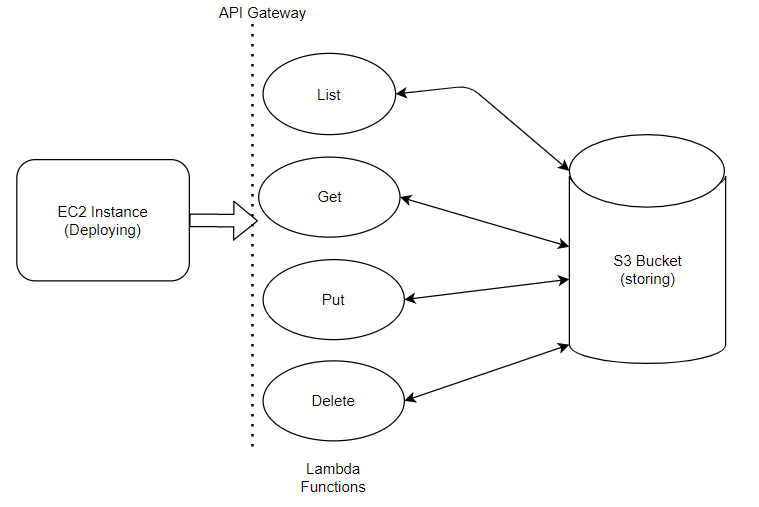 API Gateway
List
EC2 Instance
(Deploying)
Get
S3 Bucket
(storing)
Put
Delete
Lambda
Functions